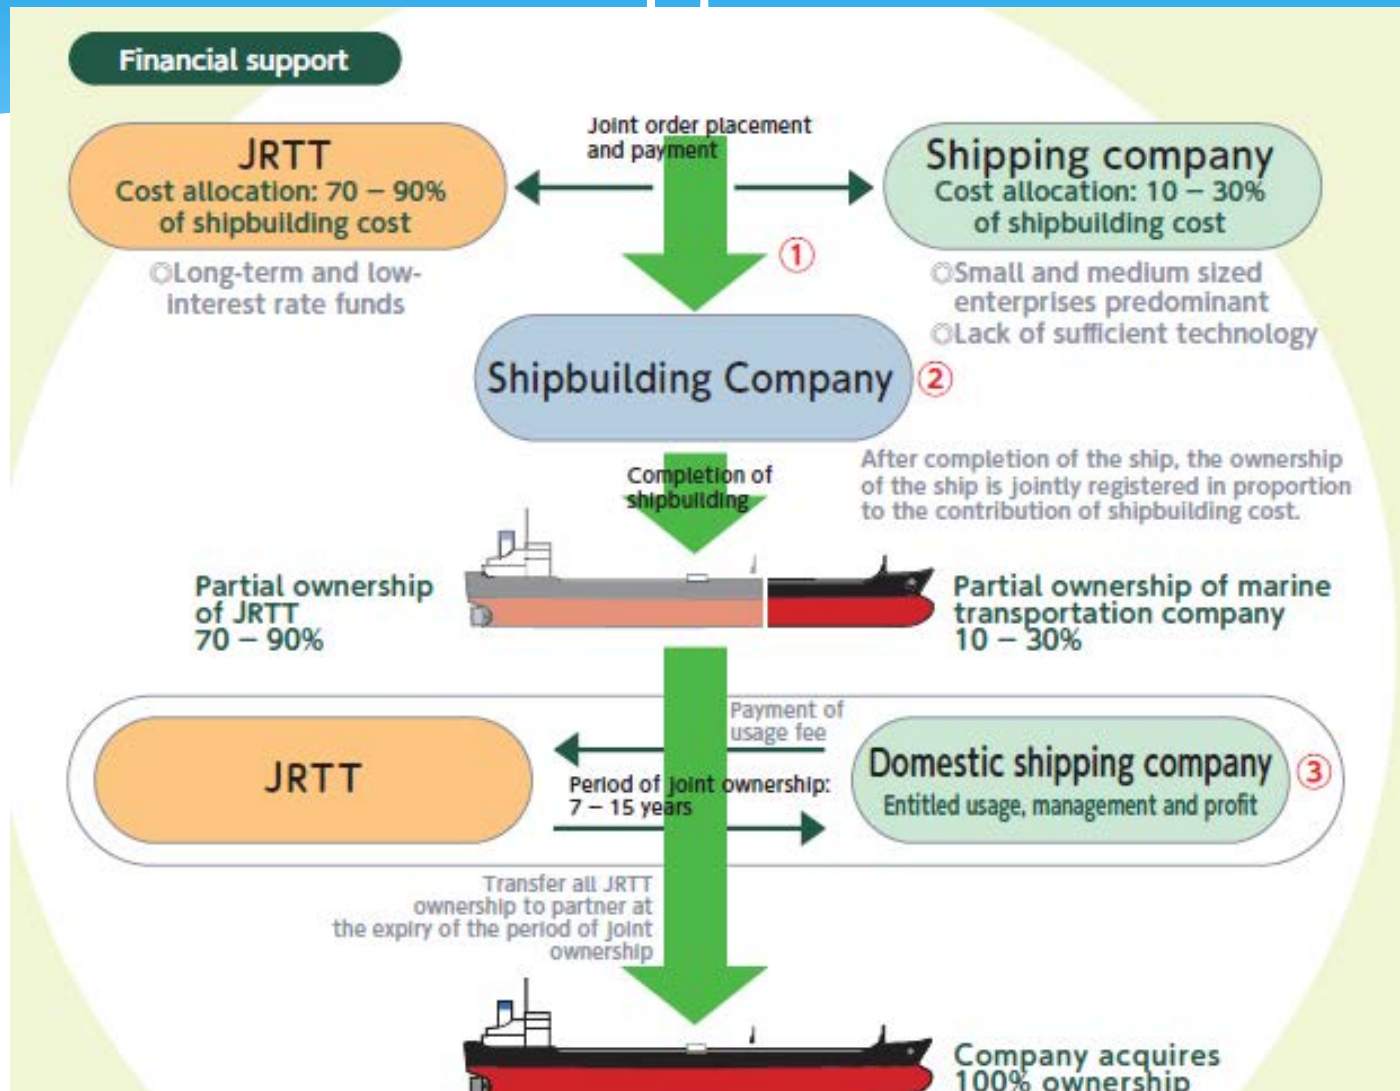 Financial support
Joint order placement
and payment
JRTT
Cost allocation: 70 – 90%
of shipbuilding cost
Shipping company
Cost allocation: 10 – 30%
of shipbuilding cost
①
◎Long-term and low-
interest rate funds
◎Small and medium sized
enterprises predominant
◎Lack of sufficient technology
Shipbuilding Company
②
Completion of
shipbuilding
After completion of the ship, the ownership
of the ship is jointly registered in proportion
to the contribution of shipbuilding cost.
Partial ownership
of JRTT
70 – 90%
Partial ownership of marine
transportation company
10 – 30%
Payment of
usage fee
JRTT
Period of joint ownership:
7 – 15 years
Domestic shipping company
Entitled usage, management and profit
③
Transfer all JRTT
ownership to partner at
the expiry of the period of joint
ownership
Company acquires
100% ownership